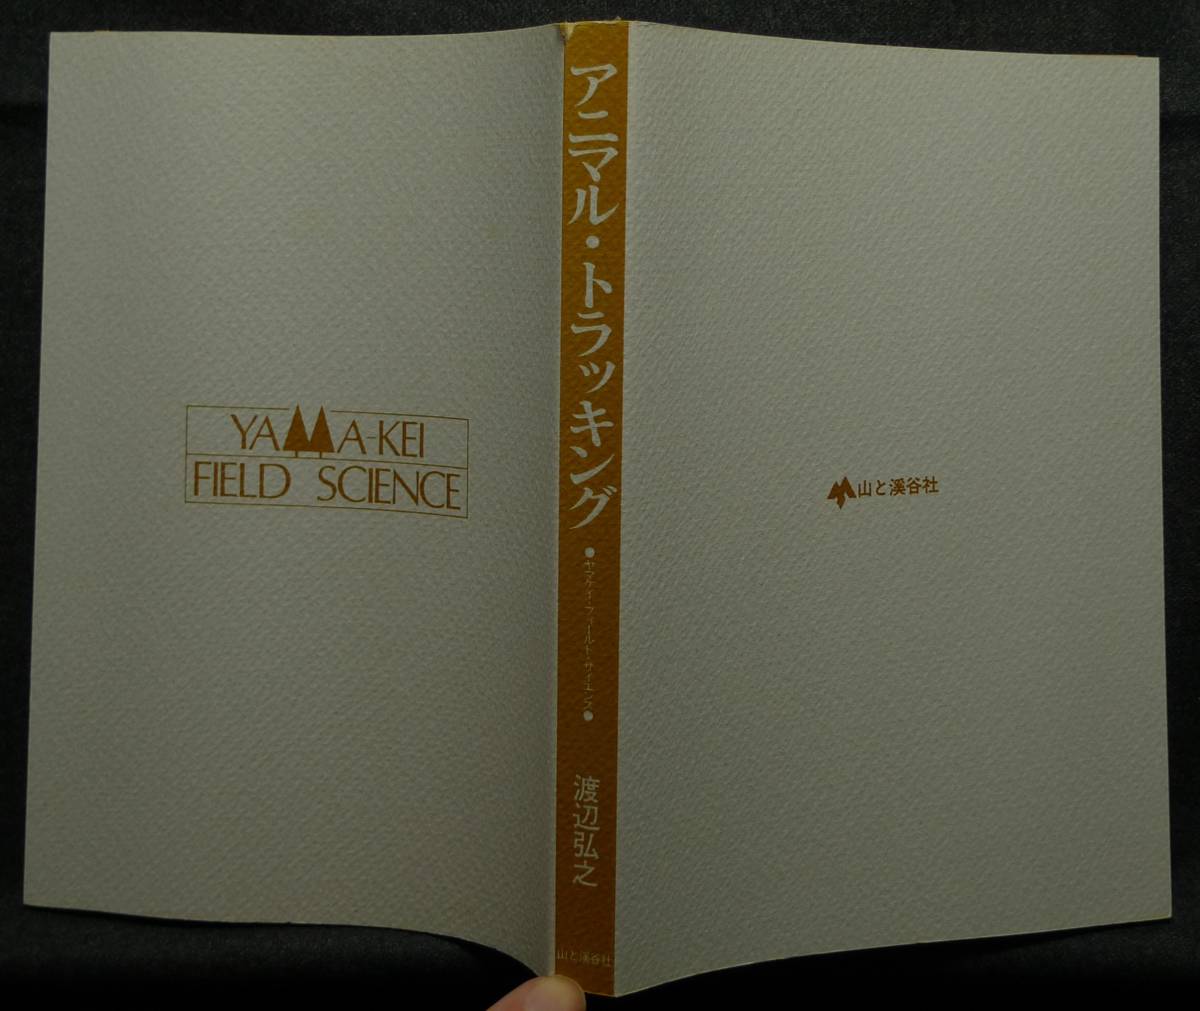 YAMA-KEI
FIELD SCIENCE
アニマル・トラッキング
●ヤマケイ・フィールド・サイエンス●
渡辺弘之
山と溪谷社
山と溪谷社